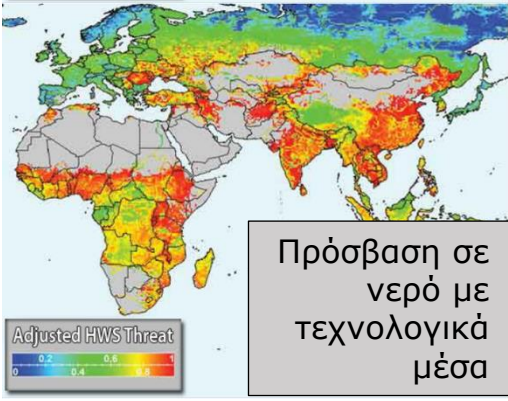 Πρόσβαση σε
νερό με
τεχνολογικά
μέσα
Adjusted HWS Threat
0.2 0.6 1
0 0.4 0.8